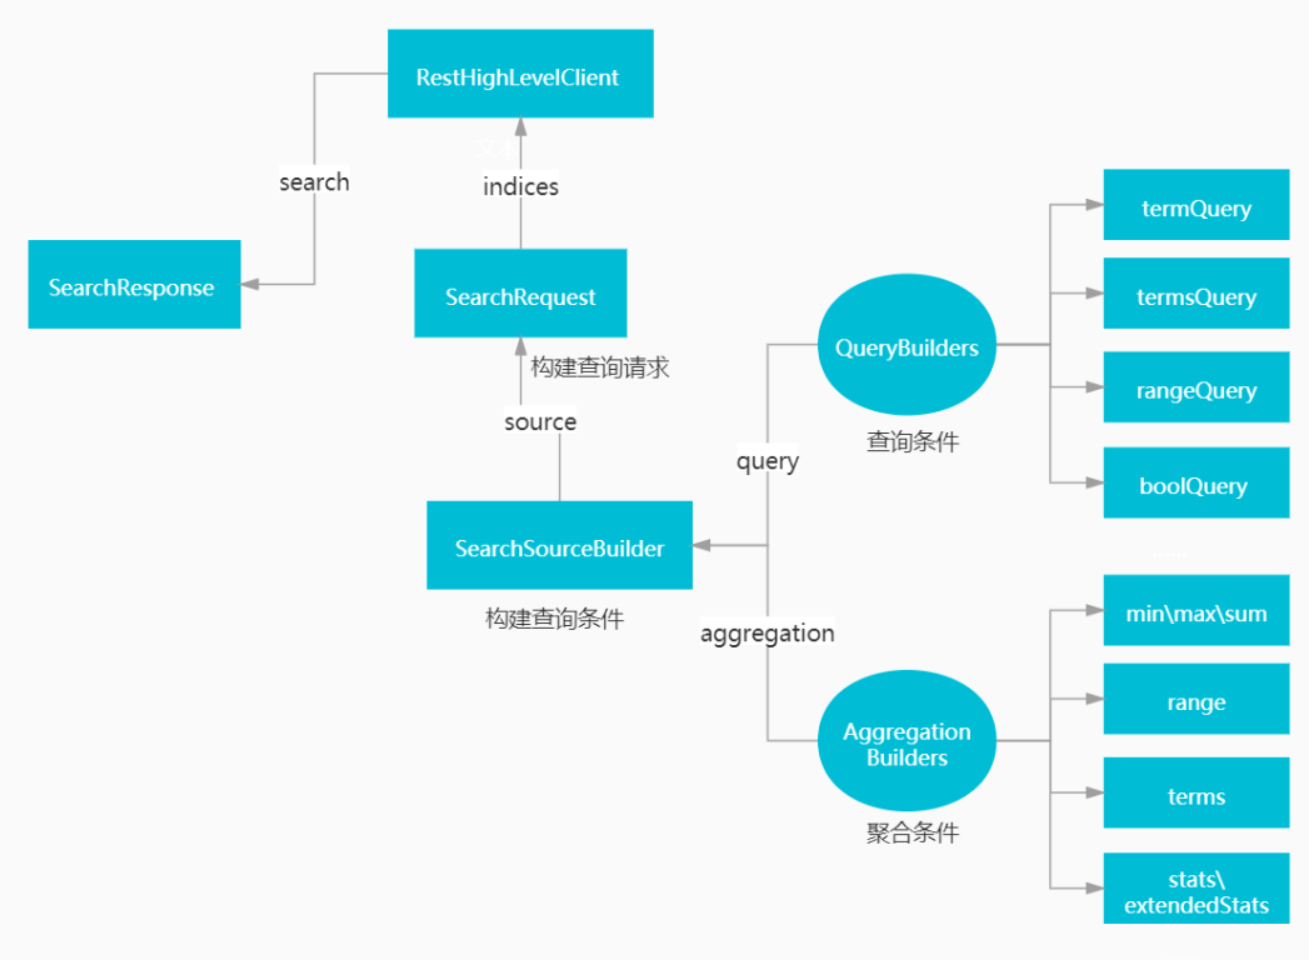 RestHighLevelClient
search
indices
SearchResponse
SearchRequest
构建查询请求
source
SearchSourceBuilder
构建查询条件
query
aggregation
QueryBuilders
查询条件
termQuery
termsQuery
rangeQuery
boolQuery
......
Aggregation
Builders
聚合条件
min\max\sum
range
terms
stats\
extendedStats